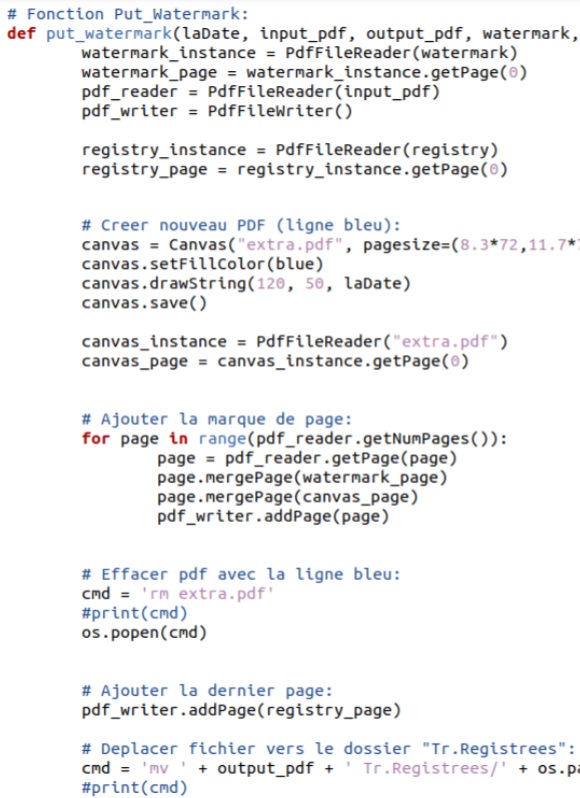 # Fonction Put_Watermark:
def put_watermark(laDate, input_pdf, output_pdf, watermark,
watermark_instance = PdfFileReader(watermark)
watermark_page = watermark_instance.getPage(0)
pdf_reader = PdfFileReader(input_pdf)
pdf_writer = PdfFileWriter()
registry_instance = PdfFileReader(registry)
registry_page = registry_instance.getPage(0)
# Creer nouveau PDF (ligne bleu):
canvas = Canvas("extra.pdf", pagesize=(8.3*72,11.7*
canvas.setFillColor(blue)
canvas.drawString(120, 50, laDate)
canvas.save()
canvas_instance = PdfFileReader("extra.pdf")
canvas_page = canvas_instance.getPage(0)
# Ajouter la marque de page:
for page in range(pdf_reader.getNumPages()):
page = pdf_reader.getPage(page)
page.mergePage(watermark_page)
page.mergePage(canvas_page)
pdf_writer.addPage(page)
# Effacer pdf avec la ligne bleu:
cmd = 'rm extra.pdf'
#print(cmd)
os.popen(cmd)
# Ajouter la dernier page:
pdf_writer.addPage(registry_page)
# Deplacer fichier vers le dossier "Tr.Registrees":
cmd = 'mv ' + output_pdf + ' Tr.Registrees/' + os.pa
#print(cmd)